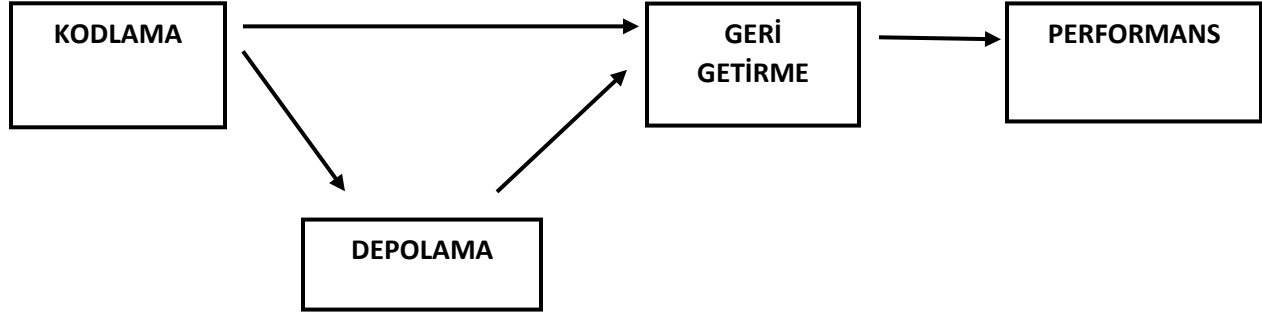 KODLAMA
GERİ
GETİRME
PERFORMANS
DEPOLAMA